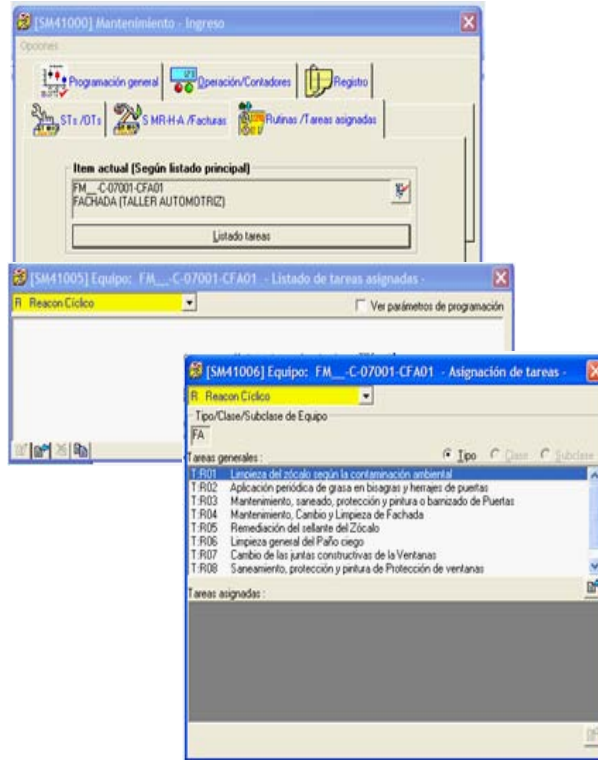 [SM41000] Mantenimiento - Ingreso
Opciones
Programación general Operación/Contadores Registro
STs /OTs S MR-H-A /Facturas Rutinas /Tareas asignadas
Item actual (Según listado principal)
FM__-C-07001-CFA01
FACHADA (TALLER AUTOMOTRIZ)
Listado tareas
[SM41005] Equipo: FM__-C-07001-CFA01 - Listado de tareas asignadas -
R Reacon Cíclico
Ver parámetros de programación
[SM41006] Equipo: FM__-C-07001-CFA01 - Asignación de tareas -
R Reacon Cíclico
Tipo/Clase/Subclase de Equipo
FA
Tareas generales : Tipo Clase Subclase
T:R01 Limpieza del zócalo según la contaminación ambiental
T:R02 Aplicación periódica de grasa en bisagras y herrajes de puertas
T:R03 Mantenimiento, saneado, protección y pintura o barnizado de Puertas
T:R04 Mantenimiento, Cambio y Limpieza de Fachada
T:R05 Remediación del sellante del Zócalo
T:R06 Limpieza general del Paño ciego
T:R07 Cambio de las juntas constructivas de la Ventanas
T:R08 Saneamiento, protección y pintura de Protección de ventanas
Tareas asignadas :